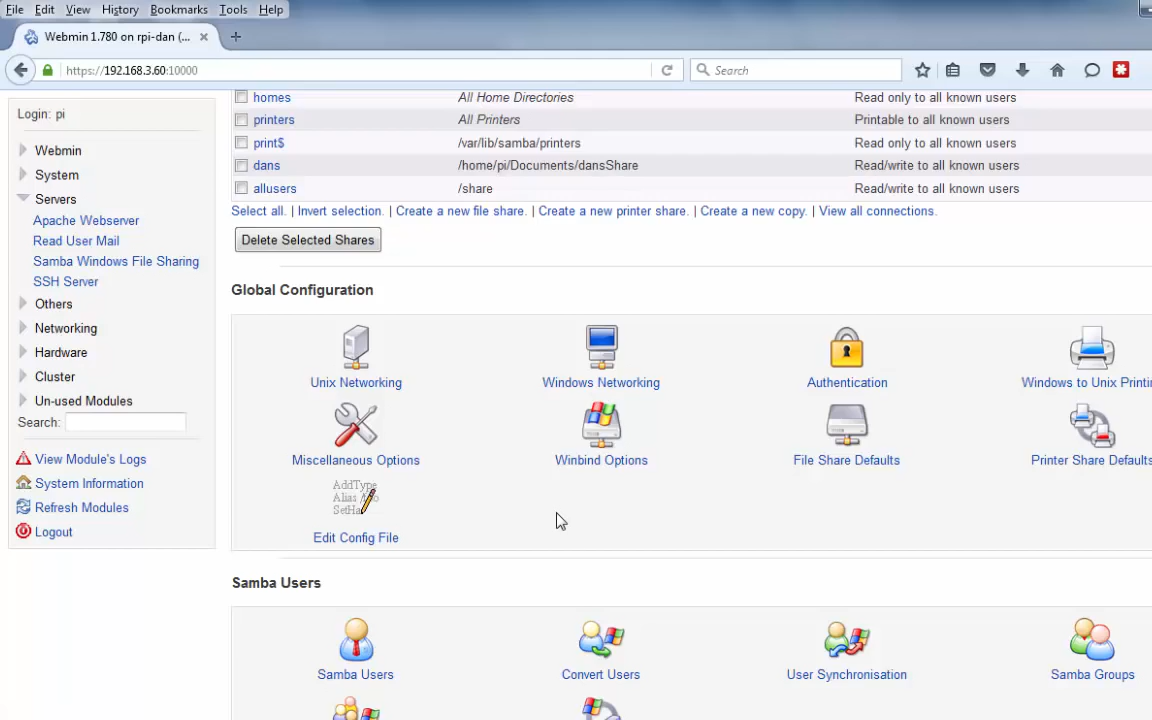 File Edit View History Bookmarks Tools Help
Webmin 1.780 on rpi-dan (...
https://192.168.3.60:10000
Search
Login: pi
Webmin
System
Servers
Apache Webserver
Read User Mail
Samba Windows File Sharing
SSH Server
Others
Networking
Hardware
Cluster
Un-used Modules
Search:
View Module's Logs
System Information
Refresh Modules
Logout
homes All Home Directories Read only to all known users
printers All Printers Printable to all known users
print$ /var/lib/samba/printers Read only to all known users
dans /home/pi/Documents/dansShare Read/write to all known users
allusers /share Read/write to all known users
Select all. | Invert selection. | Create a new file share. | Create a new printer share. | Create a new copy. | View all connections.
Delete Selected Shares
Global Configuration
Unix Networking Windows Networking Authentication Windows to Unix Printin
Miscellaneous Options Winbind Options File Share Defaults Printer Share Defaults
AddType
Alias
SetHa
Edit Config File
Samba Users
Samba Users Convert Users User Synchronisation Samba Groups